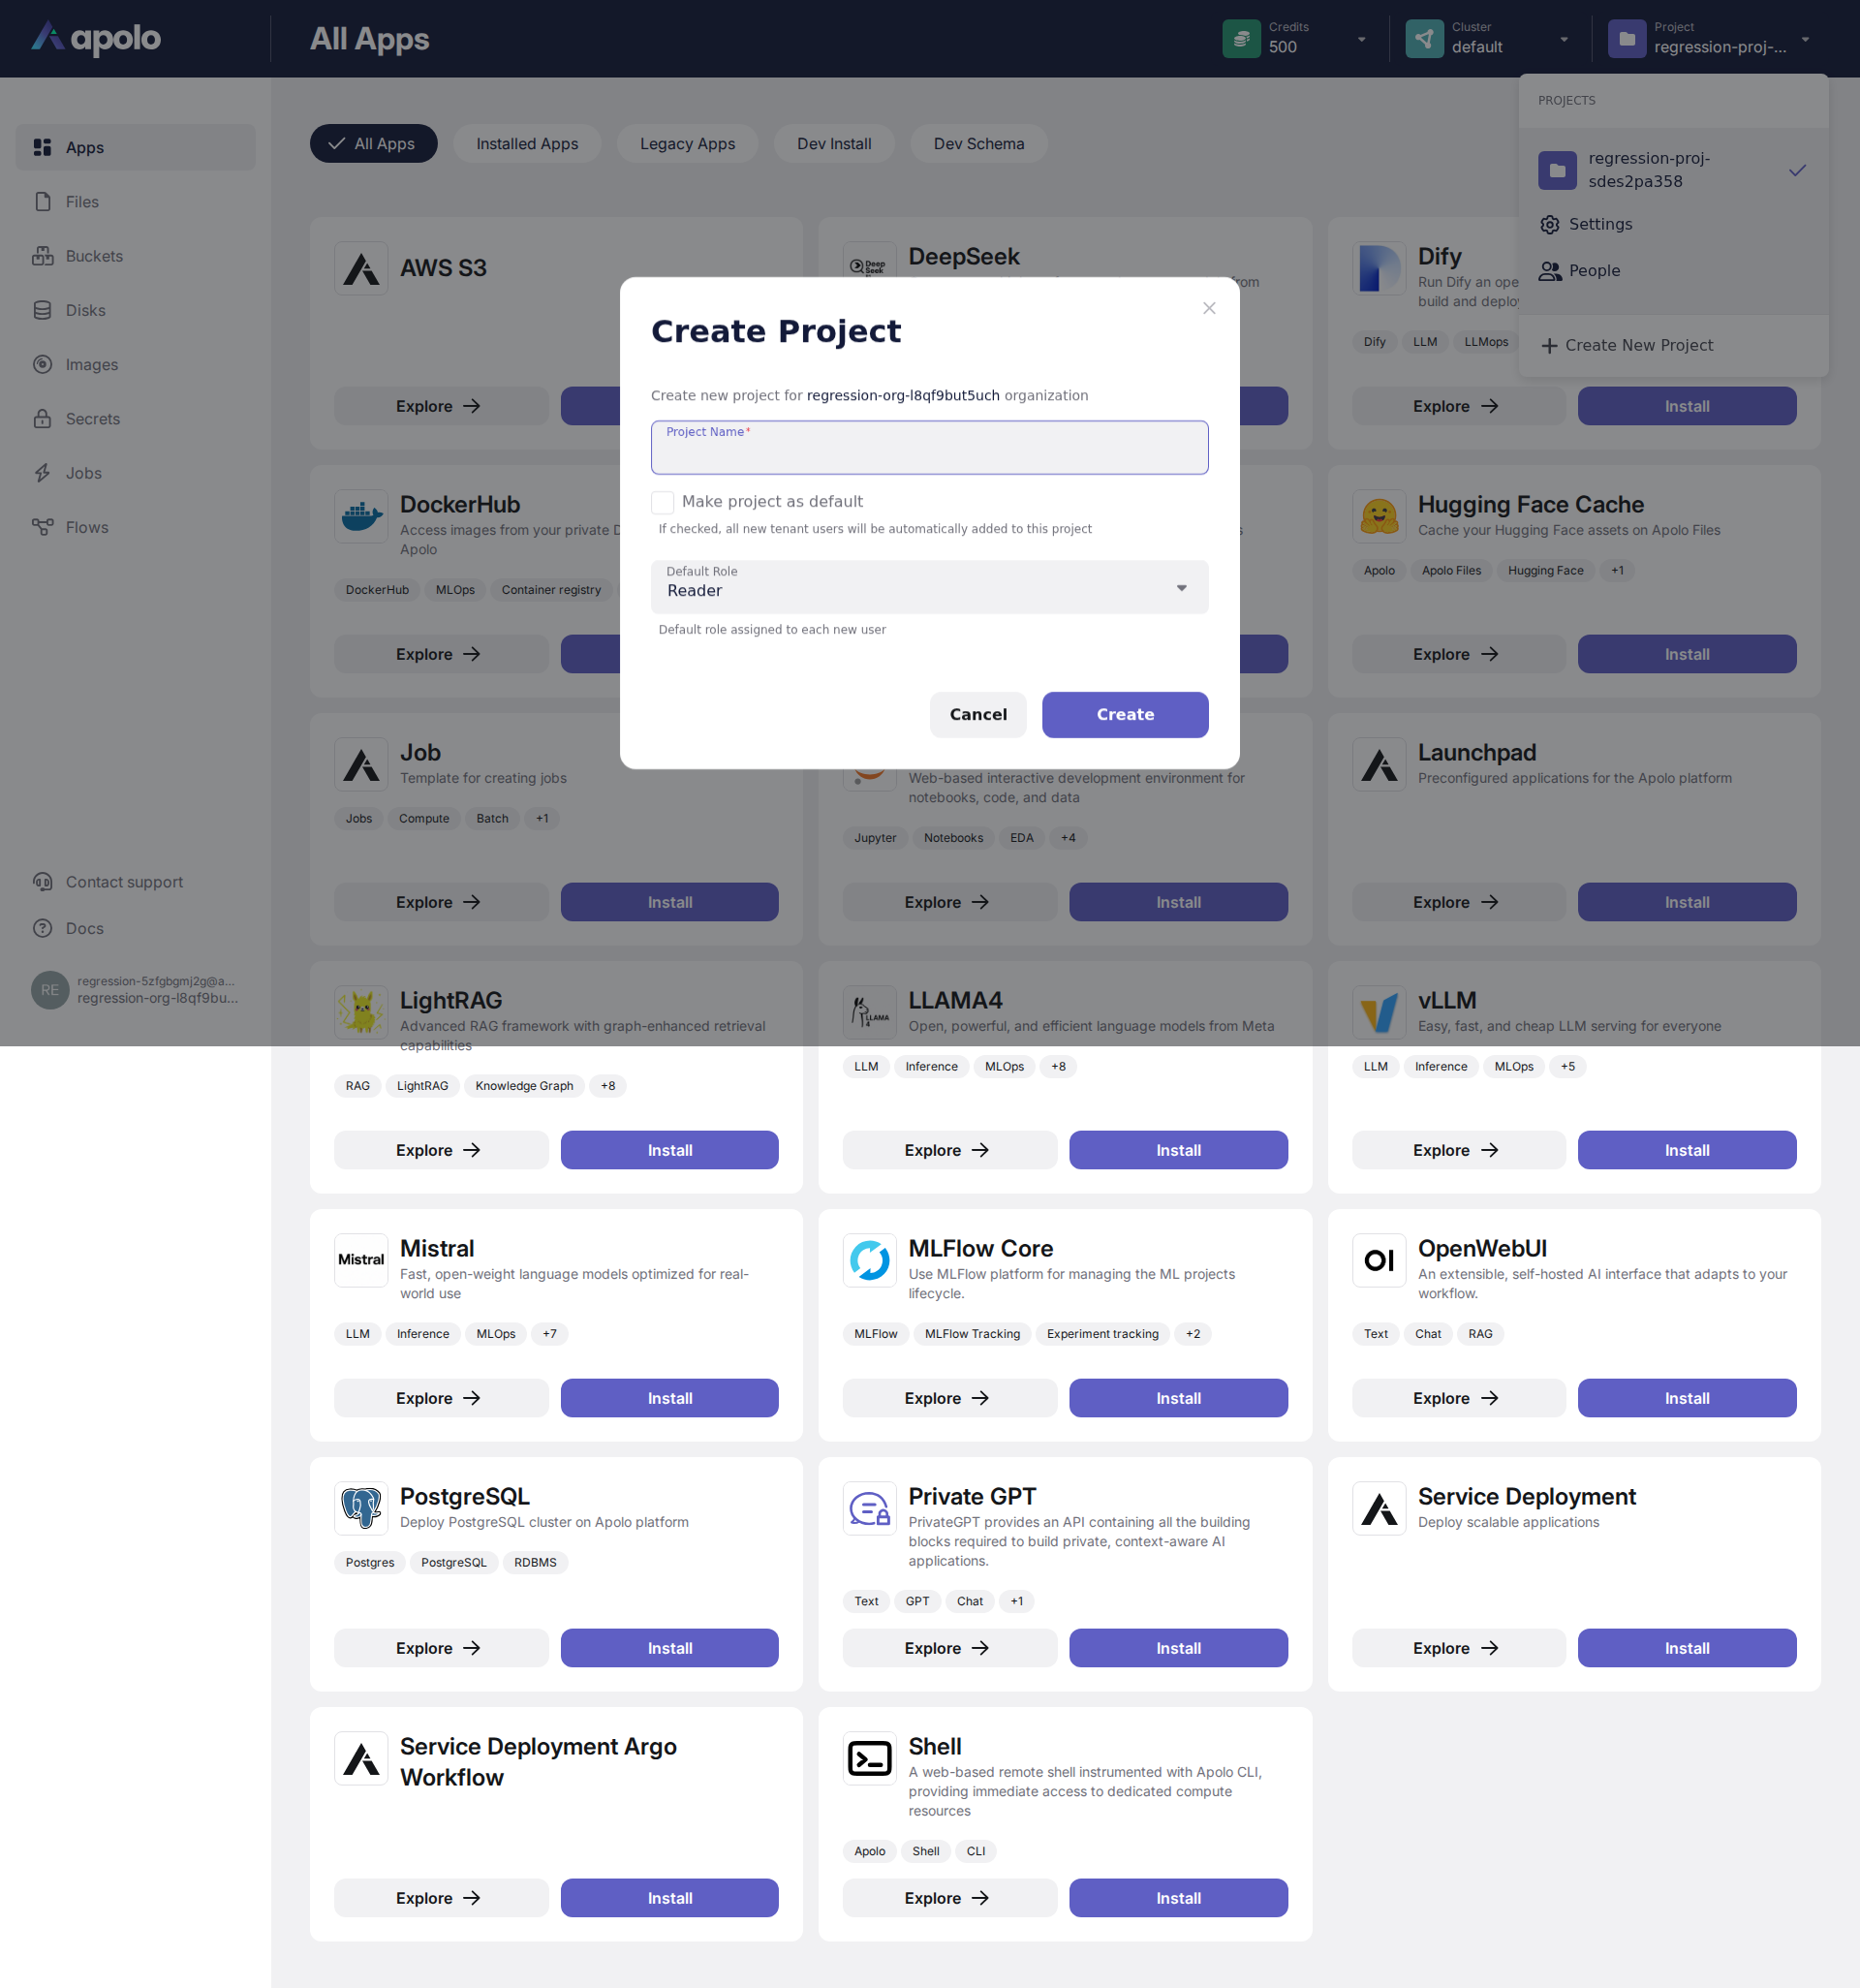 apolo
All Apps
Credits
500
Cluster
default
Project
regression-proj-...
PROJECTS
regression-proj-
sdes2pa358
Settings
People
Create New Project
Apps
Files
Buckets
Disks
Images
Secrets
Jobs
Flows
Contact support
Docs
RE
regression-5zfgbgmj2g@a...
regression-org-l8qf9bu...
All Apps
Installed Apps
Legacy Apps
Dev Install
Dev Schema
Create Project
Create new project for regression-org-l8qf9but5uch organization
Project Name*
Make project as default
If checked, all new tenant users will be automatically added to this project
Default Role
Reader
Default role assigned to each new user
Cancel
Create
AWS S3
Explore
DeepSeek
Deep
Seek
from
Dify
Run Dify an ope
build and deploy
Dify
LLM
LLMops
Explore
Install
DockerHub
Access images from your private D
Apolo
DockerHub
MLOps
Container registry
Explore
Hugging Face Cache
Cache your Hugging Face assets on Apolo Files
Apolo
Apolo Files
Hugging Face
+1
Explore
Install
Job
Template for creating jobs
Jobs
Compute
Batch
+1
Explore
Install
Web-based interactive development environment for
notebooks, code, and data
Jupyter
Notebooks
EDA
+4
Explore
Install
Launchpad
Preconfigured applications for the Apolo platform
Explore
Install
LightRAG
Advanced RAG framework with graph-enhanced retrieval
capabilities
RAG
LightRAG
Knowledge Graph
+8
Explore
Install
LLAMA
4
LLAMA4
Open, powerful, and efficient language models from Meta
LLM
Inference
MLOps
+8
Explore
Install
vLLM
Easy, fast, and cheap LLM serving for everyone
LLM
Inference
MLOps
+5
Explore
Install
Mistral
Mistral
Fast, open-weight language models optimized for real-
world use
LLM
Inference
MLOps
+7
Explore
Install
MLFlow Core
Use MLFlow platform for managing the ML projects
lifecycle.
MLFlow
MLFlow Tracking
Experiment tracking
+2
Explore
Install
OI
OpenWebUI
An extensible, self-hosted AI interface that adapts to your
workflow.
Text
Chat
RAG
Explore
Install
PostgreSQL
Deploy PostgreSQL cluster on Apolo platform
Postgres
PostgreSQL
RDBMS
Explore
Install
Private GPT
PrivateGPT provides an API containing all the building
blocks required to build private, context-aware AI
applications.
Text
GPT
Chat
+1
Explore
Install
Service Deployment
Deploy scalable applications
Explore
Install
Service Deployment Argo
Workflow
Explore
Install
Shell
A web-based remote shell instrumented with Apolo CLI,
providing immediate access to dedicated compute
resources
Apolo
Shell
CLI
Explore
Install